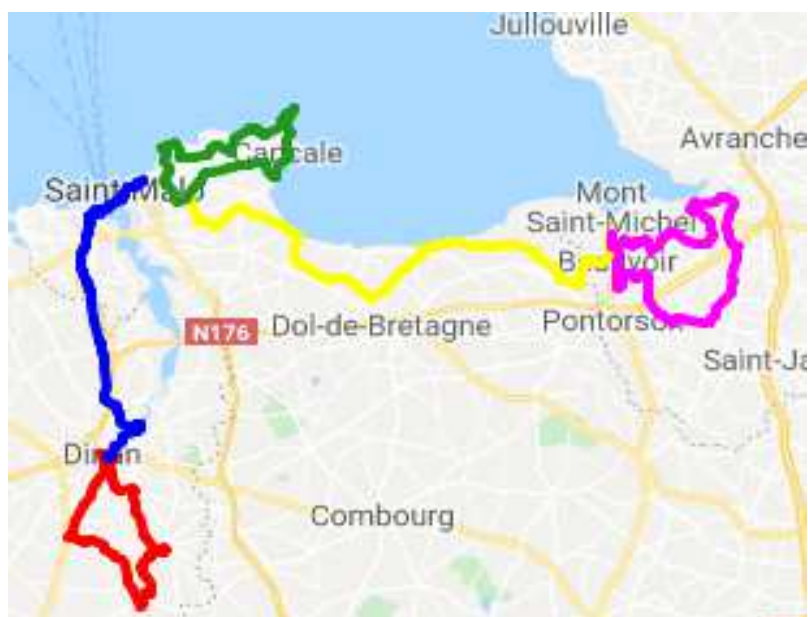 Jullouville
Avranche
Cancale
Saint-Malo
Mont
Saint-Michel
Beauvoir
N176
Dol-de-Bretagne
Pontorson
Saint-Ja
Dinan
Combourg